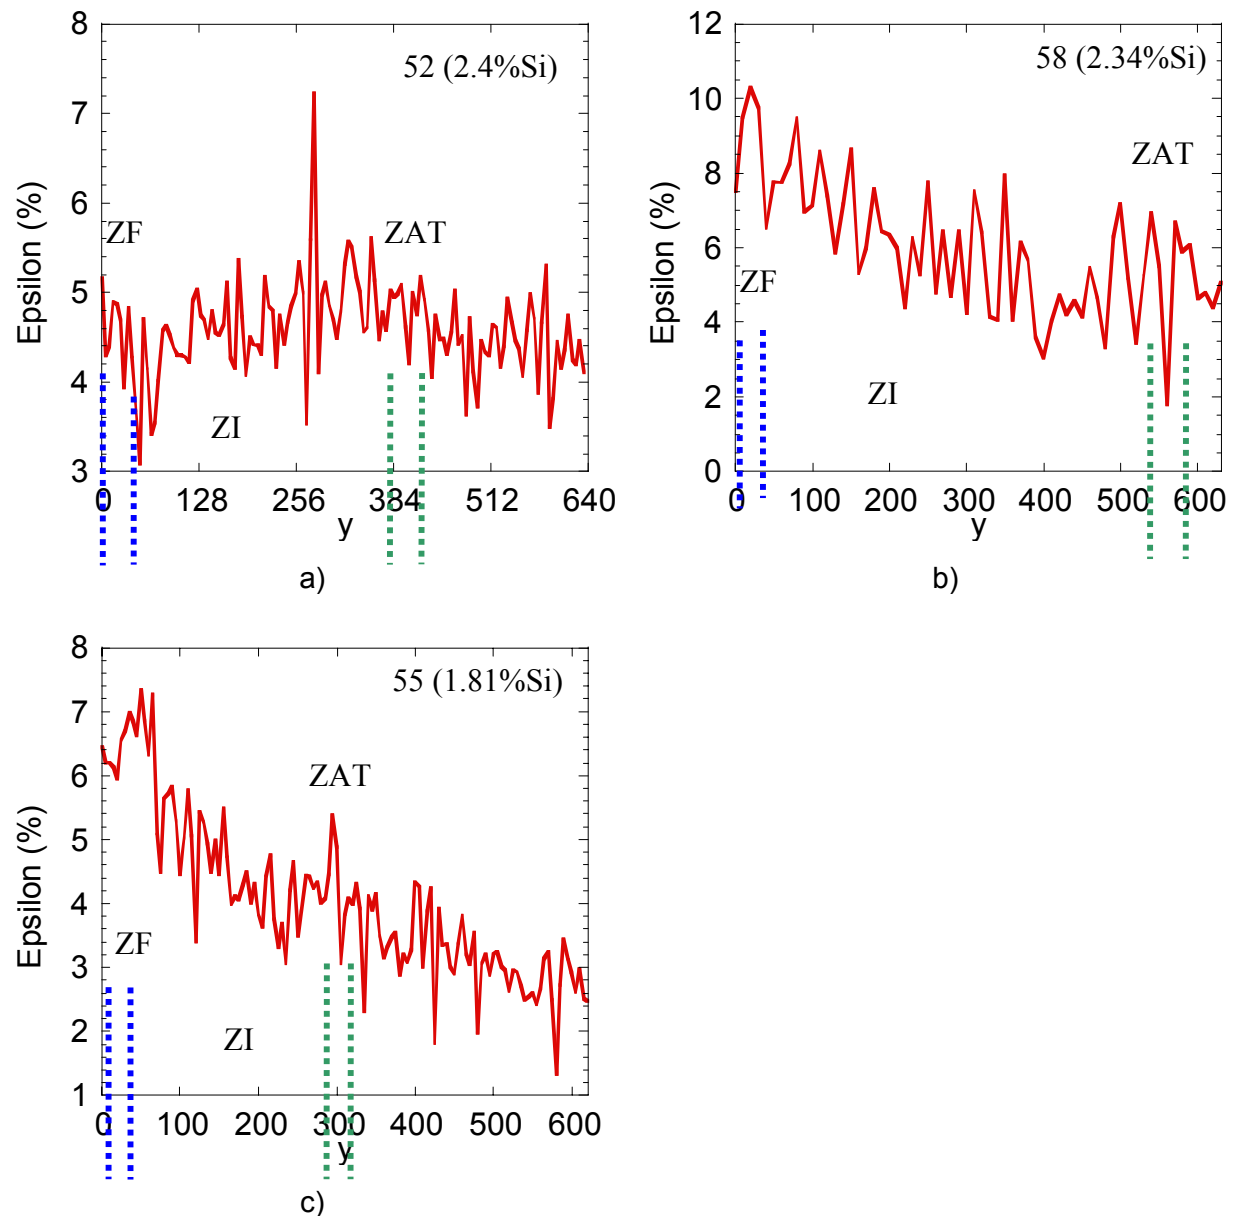 8
7
6
5
4
3
Epsilon (%)
52 (2.4%Si)
ZF
ZAT
ZI
0 128 256 384 512 640
y
a)
12
10
8
6
4
2
0
Epsilon (%)
58 (2.34%Si)
ZAT
ZF
ZI
0 100 200 300 400 500 600
y
b)
8
7
6
5
4
3
2
1
Epsilon (%)
55 (1.81%Si)
ZAT
ZF
ZI
0 100 200 300 400 500 600
y
c)